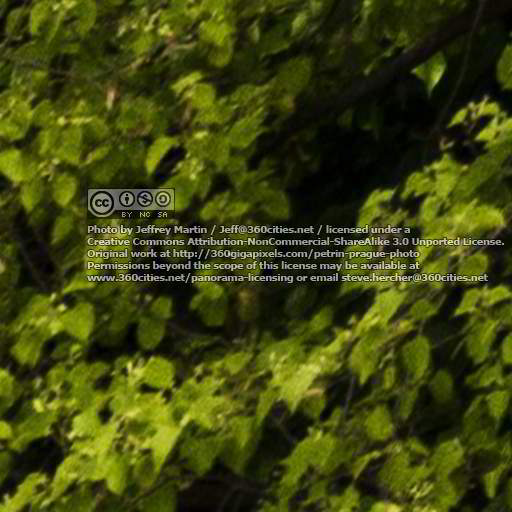 cc
BY NC SA
Photo by Jeffrey Martin / Jeff@360cities.net / licensed under a
Creative Commons Attribution-NonCommercial-ShareAlike 3.0 Unported License.
Original work at http://360gigapixels.com/petrin-prague-photo
Permissions beyond the scope of this license may be available at
www.360cities.net/panorama-licensing or email steve.hercher@360cities.net